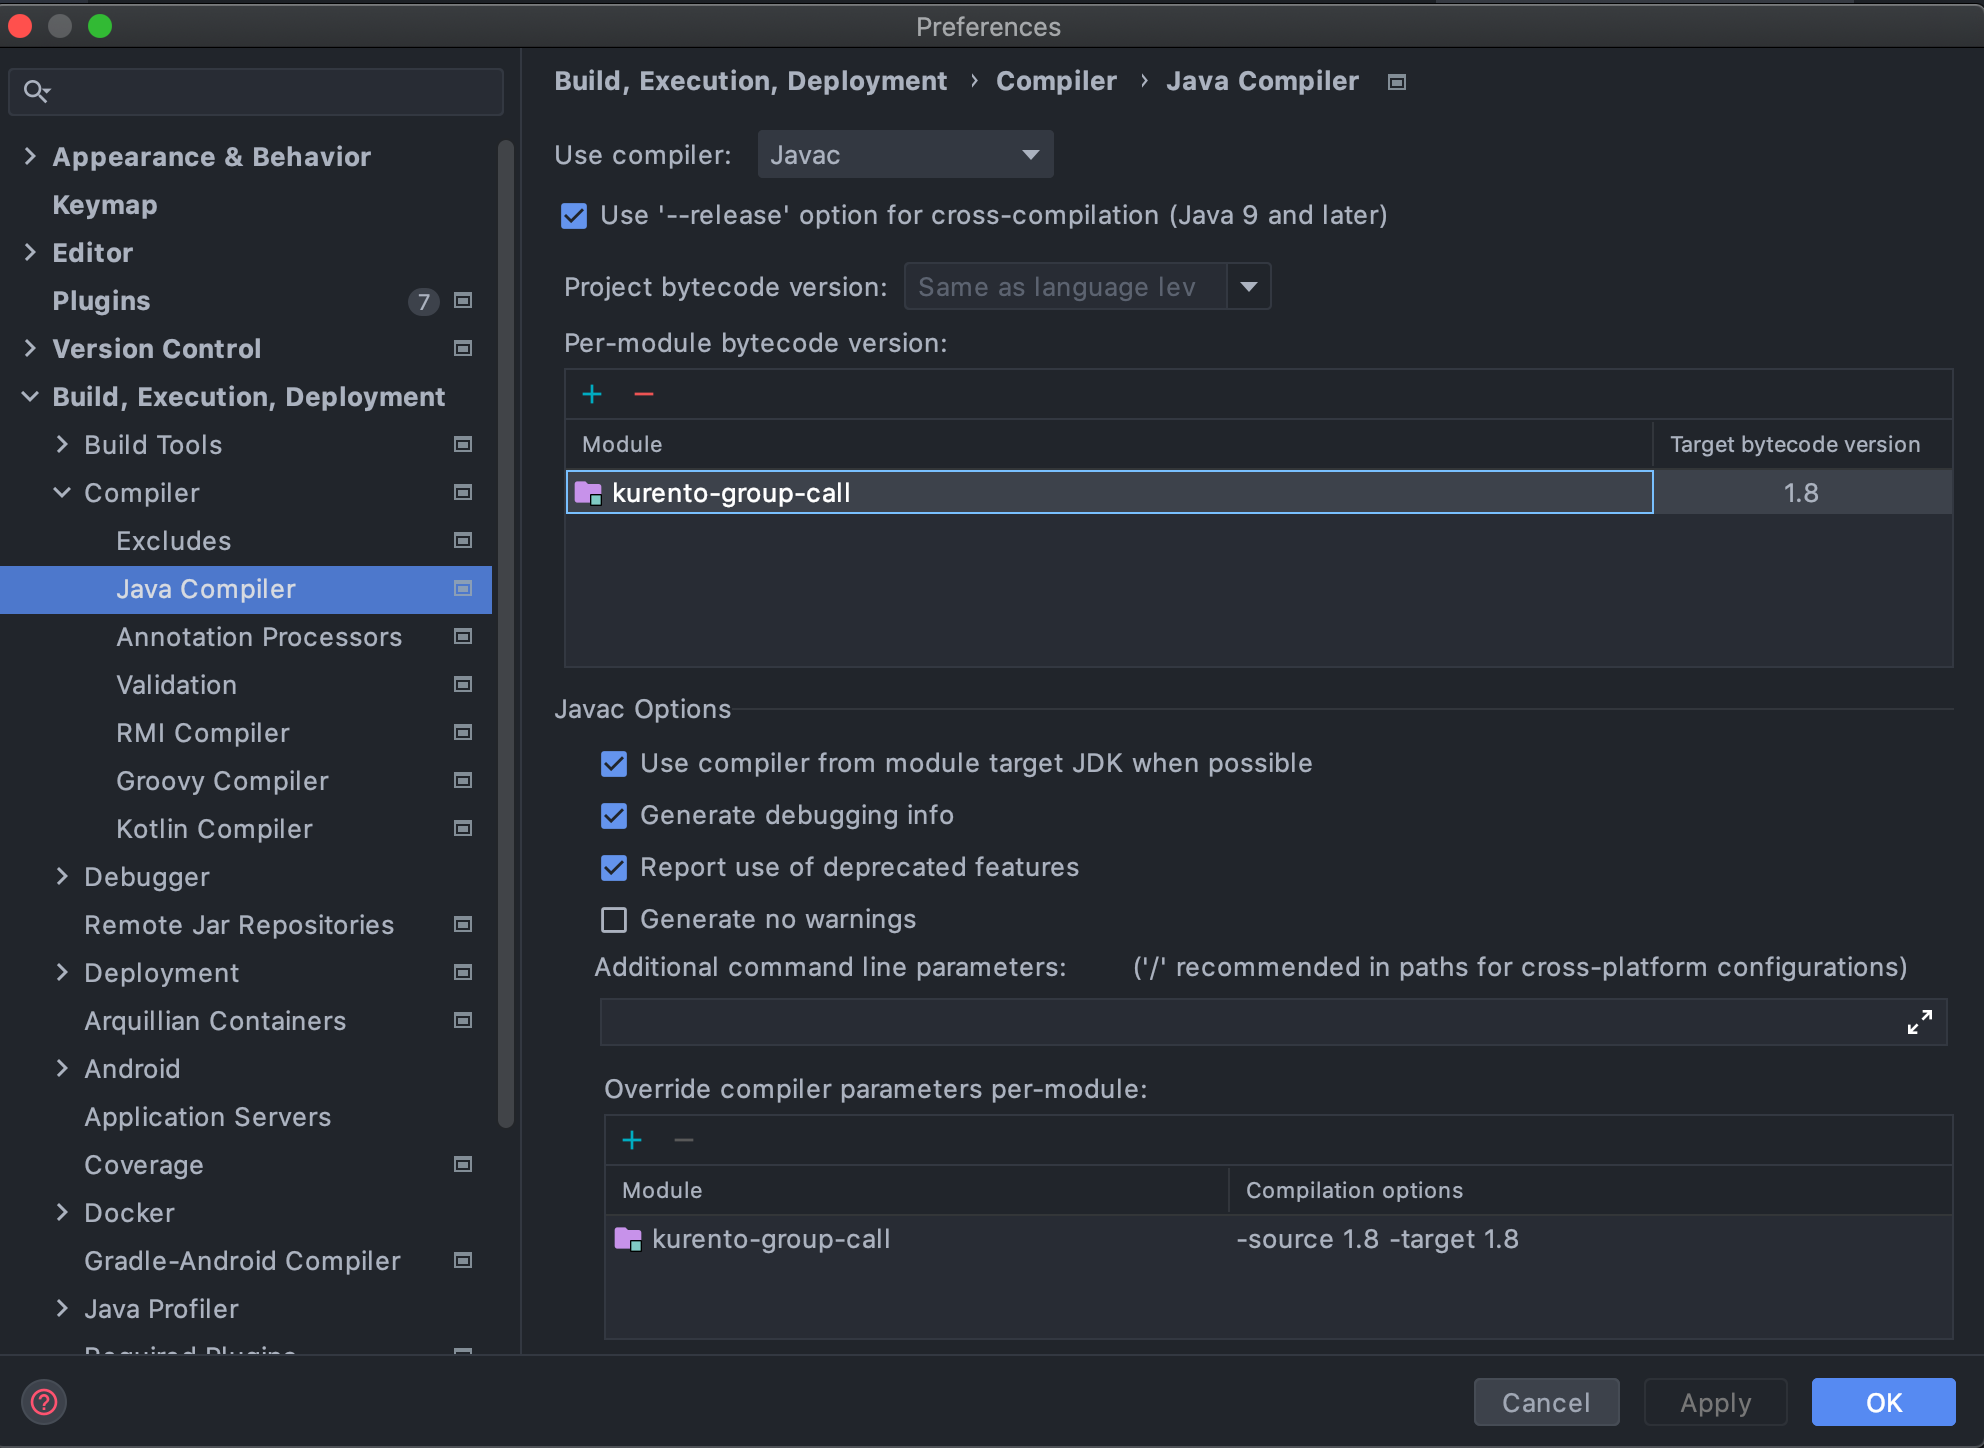 Preferences
Appearance & Behavior
Keymap
Editor
Plugins 7
Version Control
Build, Execution, Deployment
Build Tools
Compiler
Excludes
Java Compiler
Annotation Processors
Validation
RMI Compiler
Groovy Compiler
Kotlin Compiler
Debugger
Remote Jar Repositories
Deployment
Arquillian Containers
Android
Application Servers
Coverage
Docker
Gradle-Android Compiler
Java Profiler
Required Plugins
Build, Execution, Deployment › Compiler › Java Compiler
Use compiler: Javac
Use '--release' option for cross-compilation (Java 9 and later)
Project bytecode version: Same as language lev
Per-module bytecode version:
Module Target bytecode version
kurento-group-call 1.8
Javac Options
Use compiler from module target JDK when possible
Generate debugging info
Report use of deprecated features
Generate no warnings
Additional command line parameters: ('/' recommended in paths for cross-platform configurations)
Override compiler parameters per-module:
Module Compilation options
kurento-group-call -source 1.8 -target 1.8
? Cancel Apply OK